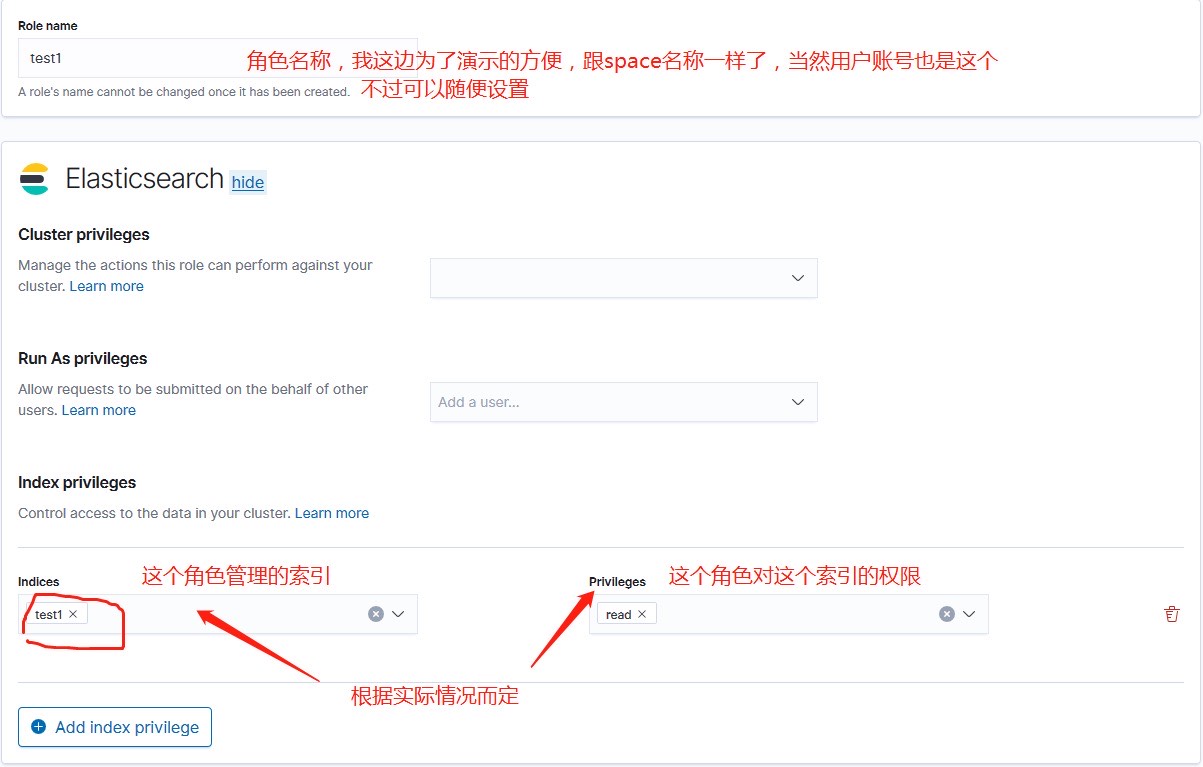 Role name
test1
角色名称，我这边为了演示的方便，跟space名称一样了，当然用户账号也是这个
A role's name cannot be changed once it has been created.
不过可以随便设置
Elasticsearch hide
Cluster privileges
Manage the actions this role can perform against your
cluster. Learn more
Run As privileges
Allow requests to be submitted on the behalf of other
users. Learn more
Add a user...
Index privileges
Control access to the data in your cluster. Learn more
Indices
这个角色管理的索引
Privileges
这个角色对这个索引的权限
test1
read
根据实际情况而定
Add index privilege